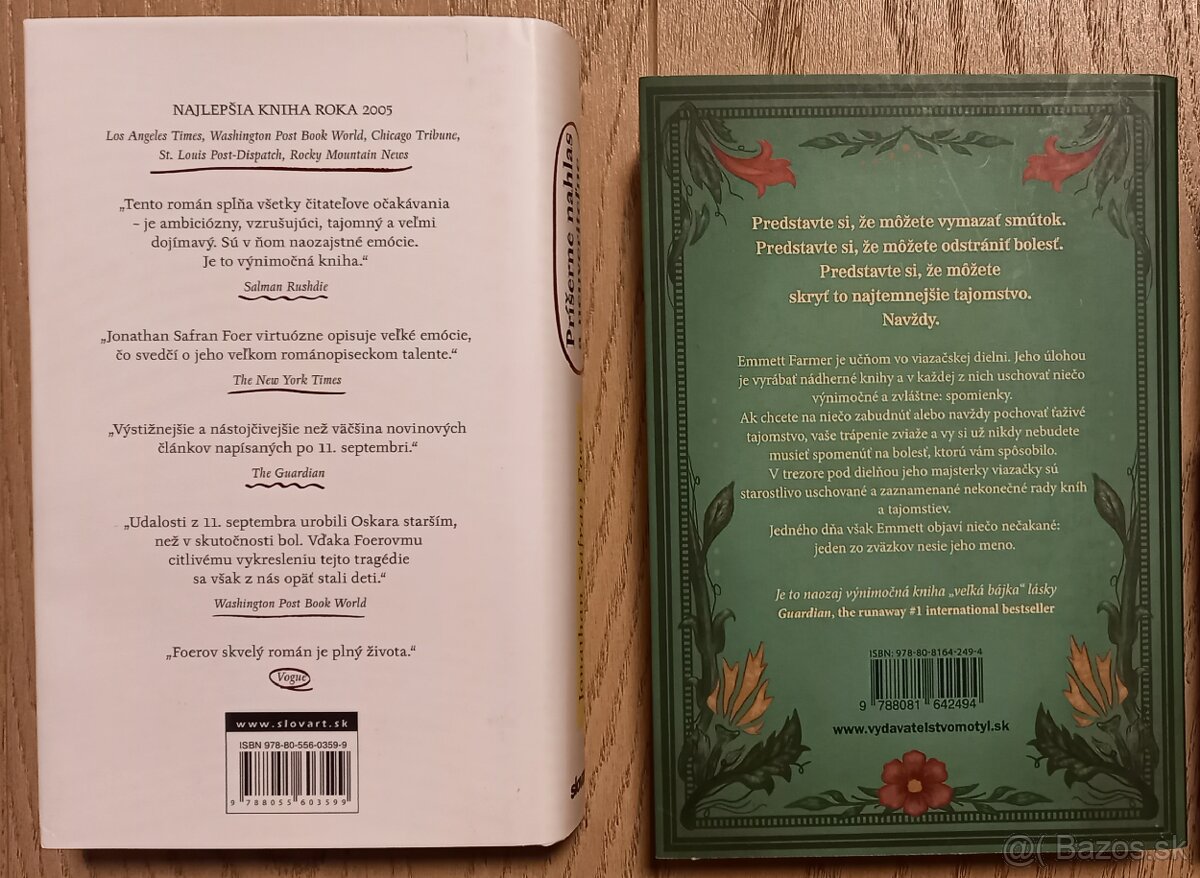 NAJLEPŠIA KNIHA ROKA 2005
Los Angeles Times, Washington Post Book World, Chicago Tribune,
St. Louis Post-Dispatch, Rocky Mountain News
„Tento román spĺňa všetky čitateľove očakávania
– je ambiciózny, vzrušujúci, tajomný a veľmi
dojímavý. Sú v ňom naozajstné emócie.
Je to výnimočná kniha.“
Salman Rushdie
„Jonathan Safran Foer virtuózne opisuje veľké emócie,
čo svedčí o jeho veľkom románopiseckom talente.“
The New York Times
„Výstižnejšie a nástojčivejšie než väčšina novinových
článkov napísaných po 11. septembri.“
The Guardian
„Udalosti z 11. septembra urobili Oskara starším,
než v skutočnosti bol. Vďaka Foerovmu
citlivému vykresleniu tejto tragédie
sa však z nás opäť stali deti.“
Washington Post Book World
„Foerov skvelý román je plný života.“
Vogue
www.slovart.sk
ISBN 978-80-556-0359-9
9 788055 603599
Príšerne nahlas
Jonathan Safran Foer
Predstavte si, že môžete vymazať smútok.
Predstavte si, že môžete odstrániť bolesť.
Predstavte si, že môžete
skryť to najtemnejšie tajomstvo.
Navždy.
Emmett Farmer je učňom vo viazačskej dielni. Jeho úlohou
je vyrábať nádherné knihy a v každej z nich uschovať niečo
výnimočné a zvláštne: spomienky.
Ak chcete na niečo zabudnúť alebo navždy pochovať ťaživé
tajomstvo, vaše trápenie zviaže a vy si už nikdy nebudete
musieť spomenúť na bolesť, ktorú vám spôsobilo.
V trezore pod dielňou jeho majsterky viazačky sú
starostlivo uschované a zaznamenané nekonečné rady kníh
a tajomstiev.
Jedného dňa však Emmett objaví niečo nečakané:
jeden zo zväzkov nesie jeho meno.
Je to naozaj výnimočná kniha „veľká bájka“ lásky
Guardian, the runaway #1 international bestseller
ISBN: 978-80-8164-249-4
9 788081 642494
www.vydavatelstvomotyl.sk
@( Bazos.sk